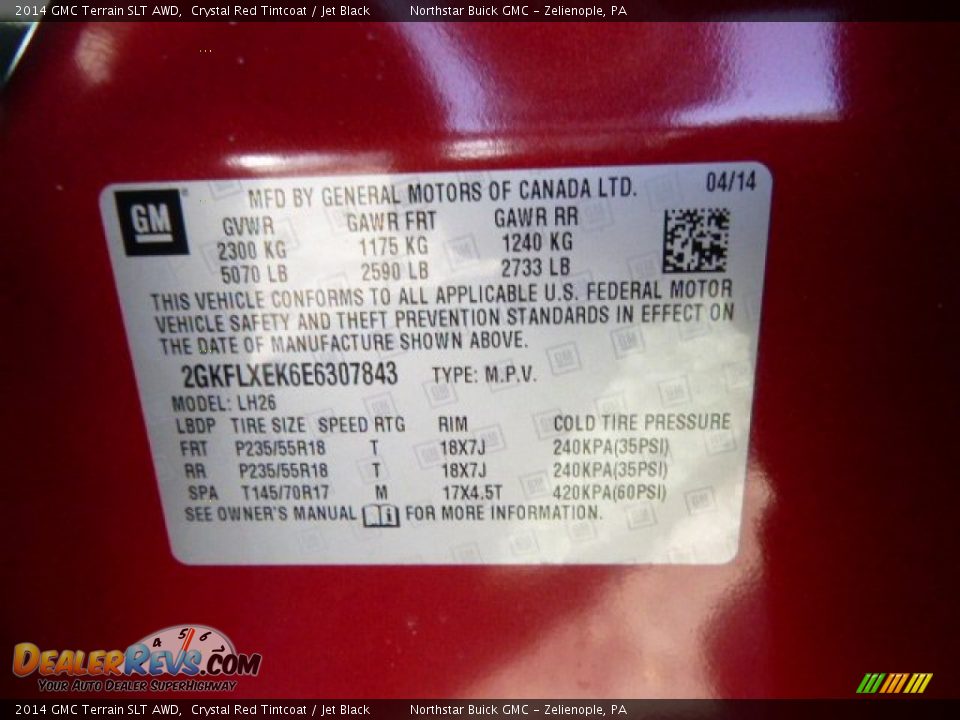 2014 GMC Terrain SLT AWD, Crystal Red Tintcoat / Jet Black Northstar Buick GMC - Zelienople, PA
GM
MFD BY GENERAL MOTORS OF CANADA LTD. 04/14
GVWR GAWR FRT GAWR RR
2300 KG 1175 KG 1240 KG
5070 LB 2590 LB 2733 LB
THIS VEHICLE CONFORMS TO ALL APPLICABLE U.S. FEDERAL MOTOR
VEHICLE SAFETY AND THEFT PREVENTION STANDARDS IN EFFECT ON
THE DATE OF MANUFACTURE SHOWN ABOVE.
2GKFLXEK6E6307843 TYPE: M.P.V.
MODEL: LH26
LBDP TIRE SIZE SPEED RTG RIM COLD TIRE PRESSURE
FRT P235/55R18 T 18X7J 240KPA(35PSI)
RR P235/55R18 T 18X7J 240KPA(35PSI)
SPA T145/70R17 M 17X4.5T 420KPA(60PSI)
SEE OWNER'S MANUAL FOR MORE INFORMATION.
4 5 6
DEALERREVS.COM
YOUR AUTO DEALER SUPERHIGHWAY
2014 GMC Terrain SLT AWD, Crystal Red Tintcoat / Jet Black Northstar Buick GMC - Zelienople, PA